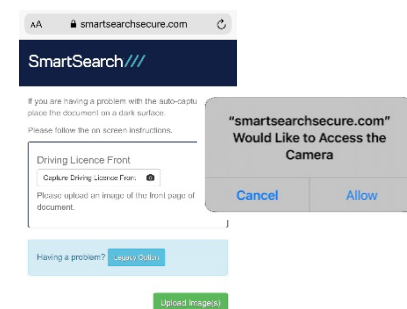 AA smartsearchsecure.com
SmartSearch///
If you are having a problem with the auto-captu
place the document on a dark surface.
Please follow the on screen instructions.
Driving Licence Front
Capture Driving Licence Front
Please upload an image of the front page of
document.
Having a problem? Legacy Option
Upload Image(s)
"smartsearchsecure.com"
Would Like to Access the
Camera
Cancel Allow